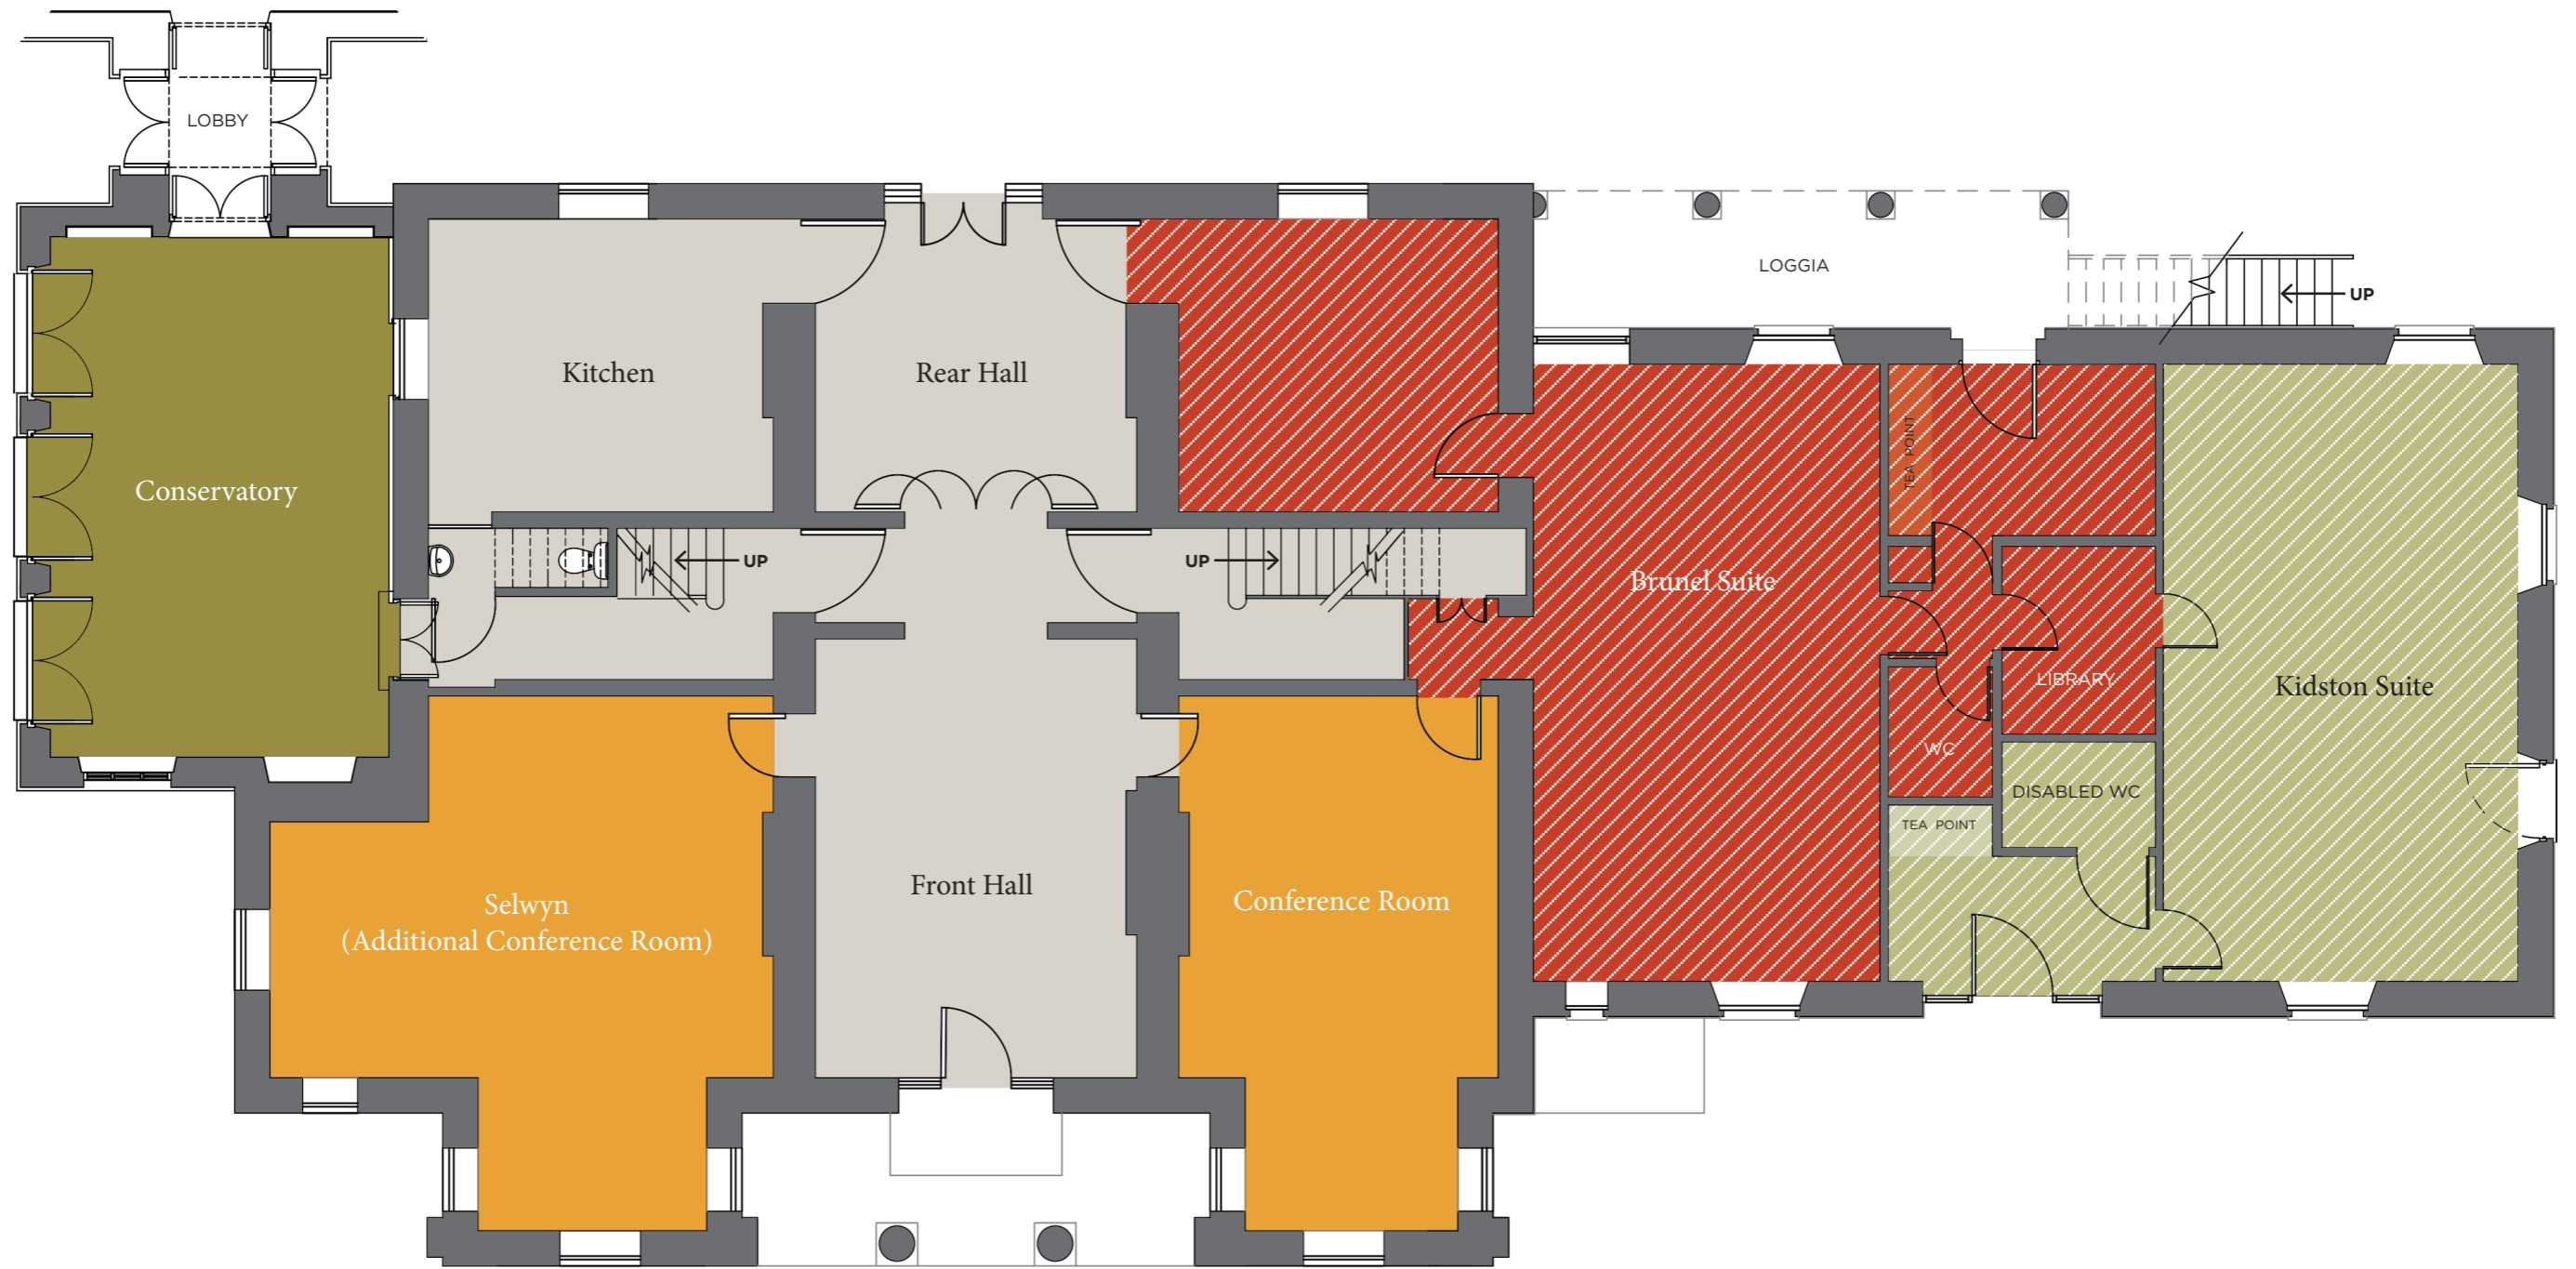 LOBBY
LOGGIA
UP
Kitchen
Rear Hall
TEA POINT
Conservatory
UP
UP
Brunel Suite
LIBRARY
Kidston Suite
WC
DISABLED WC
TEA POINT
Front Hall
Selwyn
(Additional Conference Room)
Conference Room